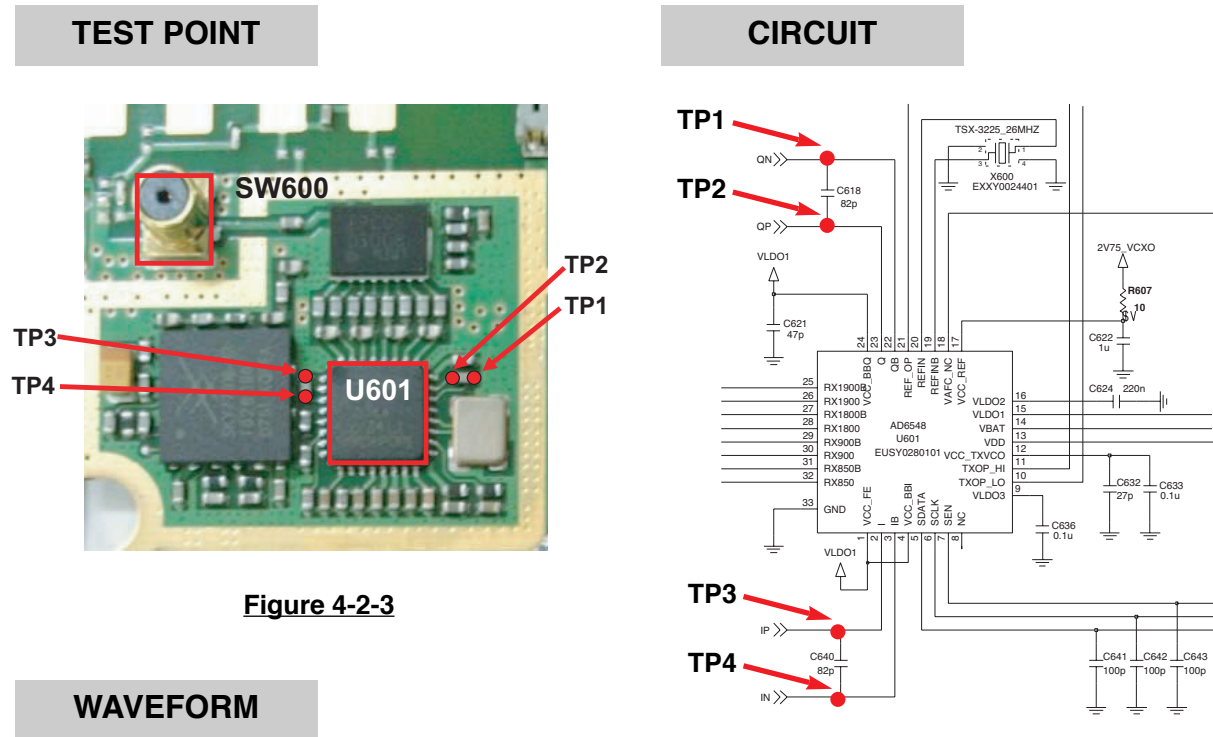 TEST POINT
SW600
TP2
TP1
TP3
TP4
U601
Figure 4-2-3
WAVEFORM
CIRCUIT
TP1
QN
C618
82p
TP2
QP
TSX-3225_26MHZ
2
1
3
4
X600
EXXY0024401
VLDO1
C621
47p
2V75_VCXO
R607
10
C622
1u
C624 220n
24 23 22 21 20 19 18 17
VCC_BBQ
Q
QB
REF_OP
REFIN
REFINB
VAFC_NC
VCC_REF
25 RX1900B
26 RX1900
27 RX1800B
28 RX1800
29 RX900B
30 RX900
31 RX850B
32 RX850
33 GND
AD6548
U601
EUSY0280101
VLDO2 16
VLDO1 15
VBAT 14
VDD 13
VCC_TXVCO 12
TXOP_HI 11
TXOP_LO 10
VLDO3 9
VCC_FE
I
IB
VCC_BBI
SDATA
SCLK
SEN
NC
1 2 3 4 5 6 7 8
C632
27p
C633
0.1u
C636
0.1u
VLDO1
TP3
IP
C640
82p
TP4
IN
C641
100p
C642
100p
C643
100p